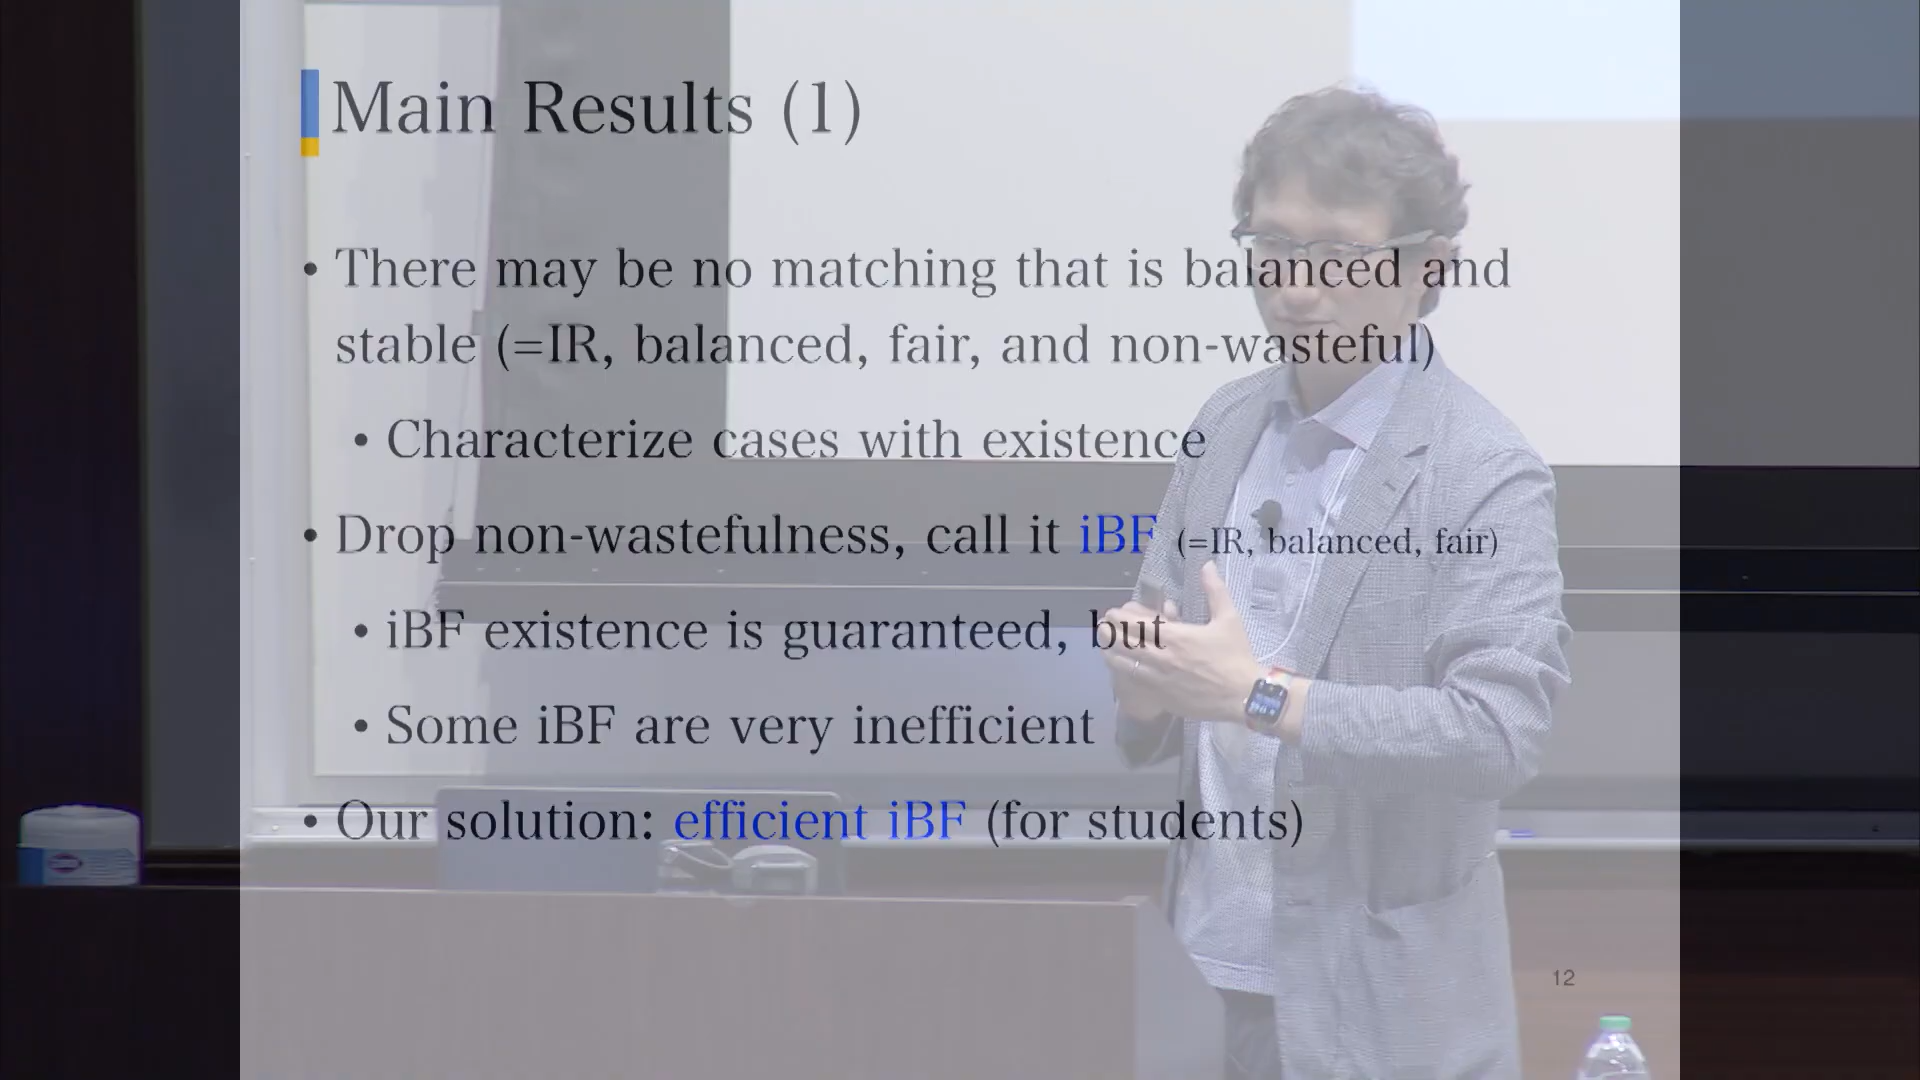 Main Results (1)
• There may be no matching that is balanced and
stable (=IR, balanced, fair, and non-wasteful)
• Characterize cases with existence
• Drop non-wastefulness, call it iBF (=IR, balanced, fair)
• iBF existence is guaranteed, but
• Some iBF are very inefficient
• Our solution: efficient iBF (for students)
12